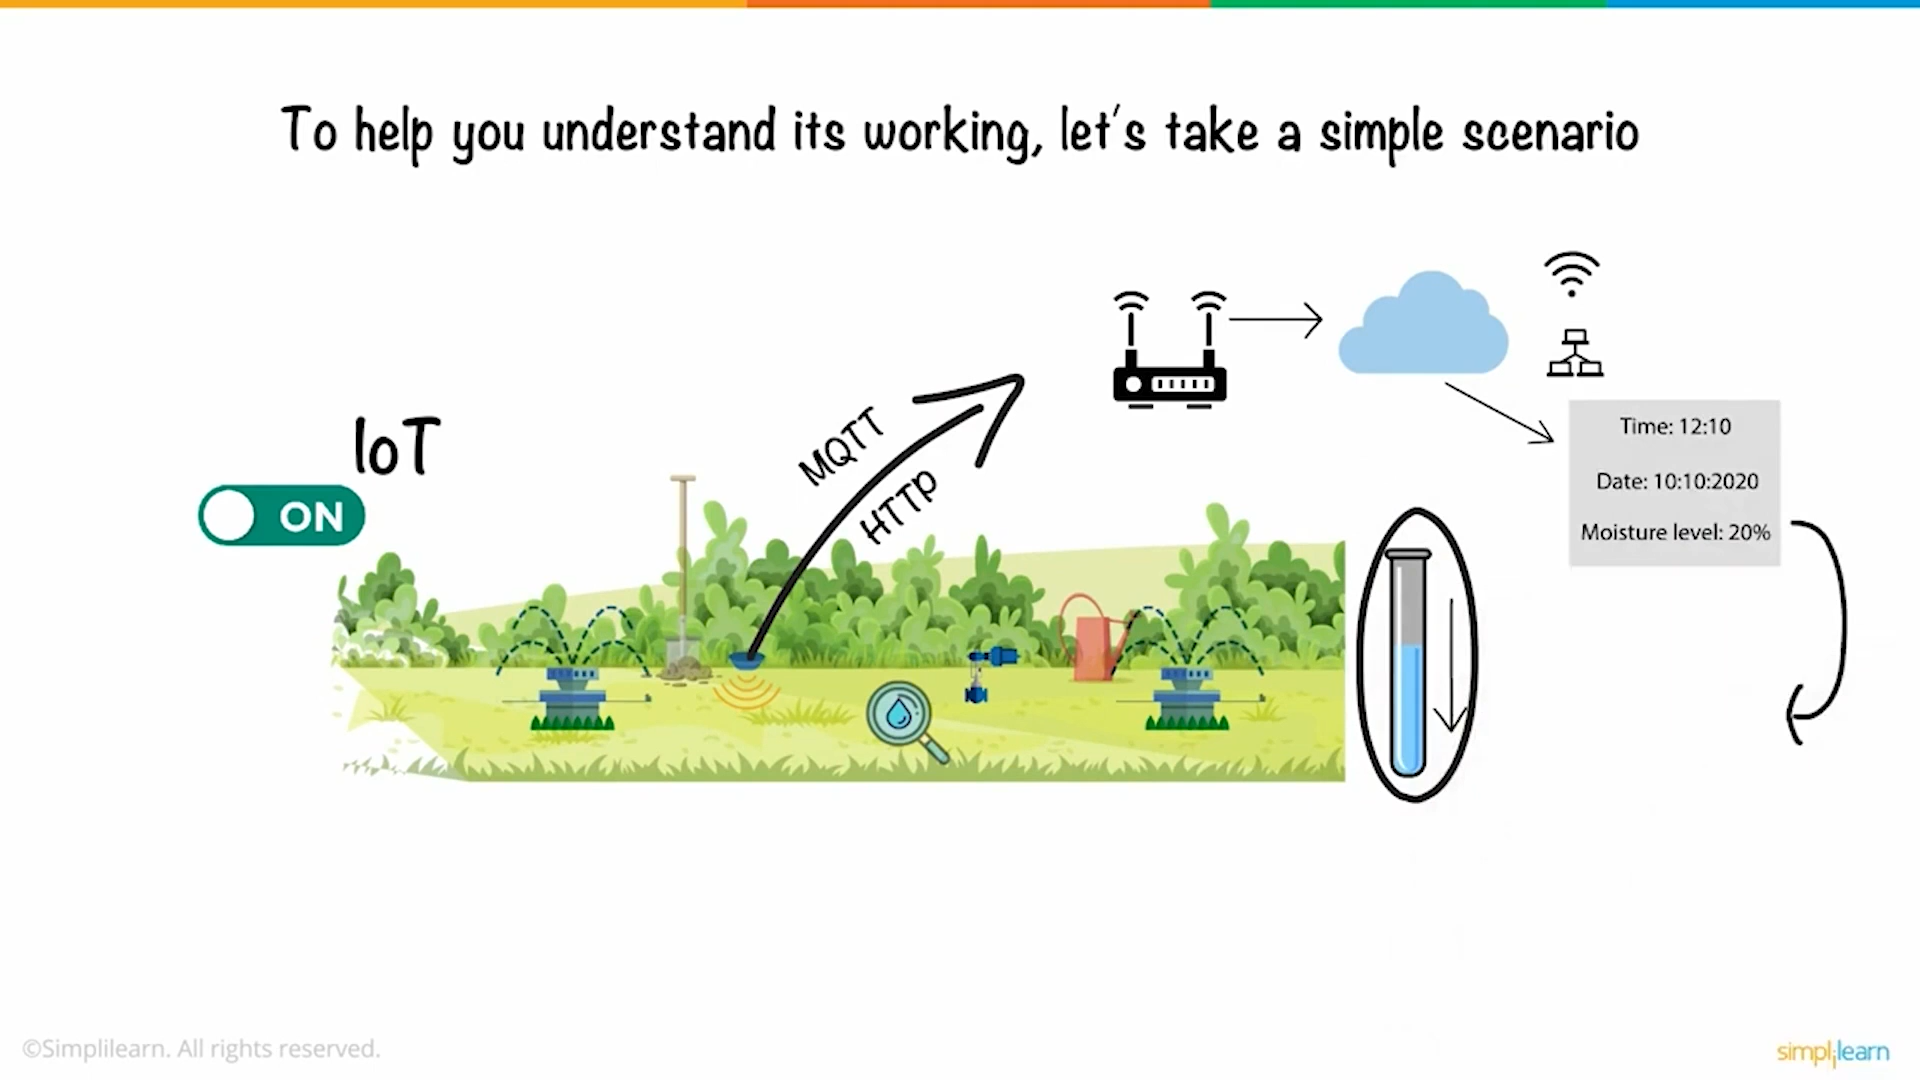 To help you understand its working, let's take a simple scenario
IoT
ON
MQTT
HTTP
Time: 12:10
Date: 10:10:2020
Moisture level: 20%
©Simplilearn. All rights reserved.
simplilearn